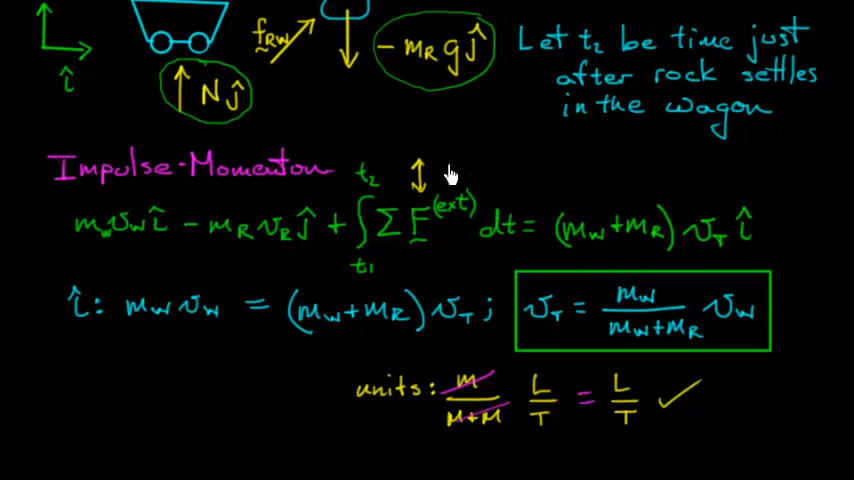 f_RW
- m_R g ĵ
N ĵ
î
Let t₂ be time just
after rock settles
in the wagon
Impulse-Momentom
m_w v_w î - m_R v_R ĵ + ∫_{t1}^{t₂} Σ F^(ext) dt = (m_w+m_R) v_T î
î: m_w v_w = (m_w+m_R) v_T ; v_T = m_w/(m_w+m_R) v_w
units: m/(M+M) L/T = L/T ✓